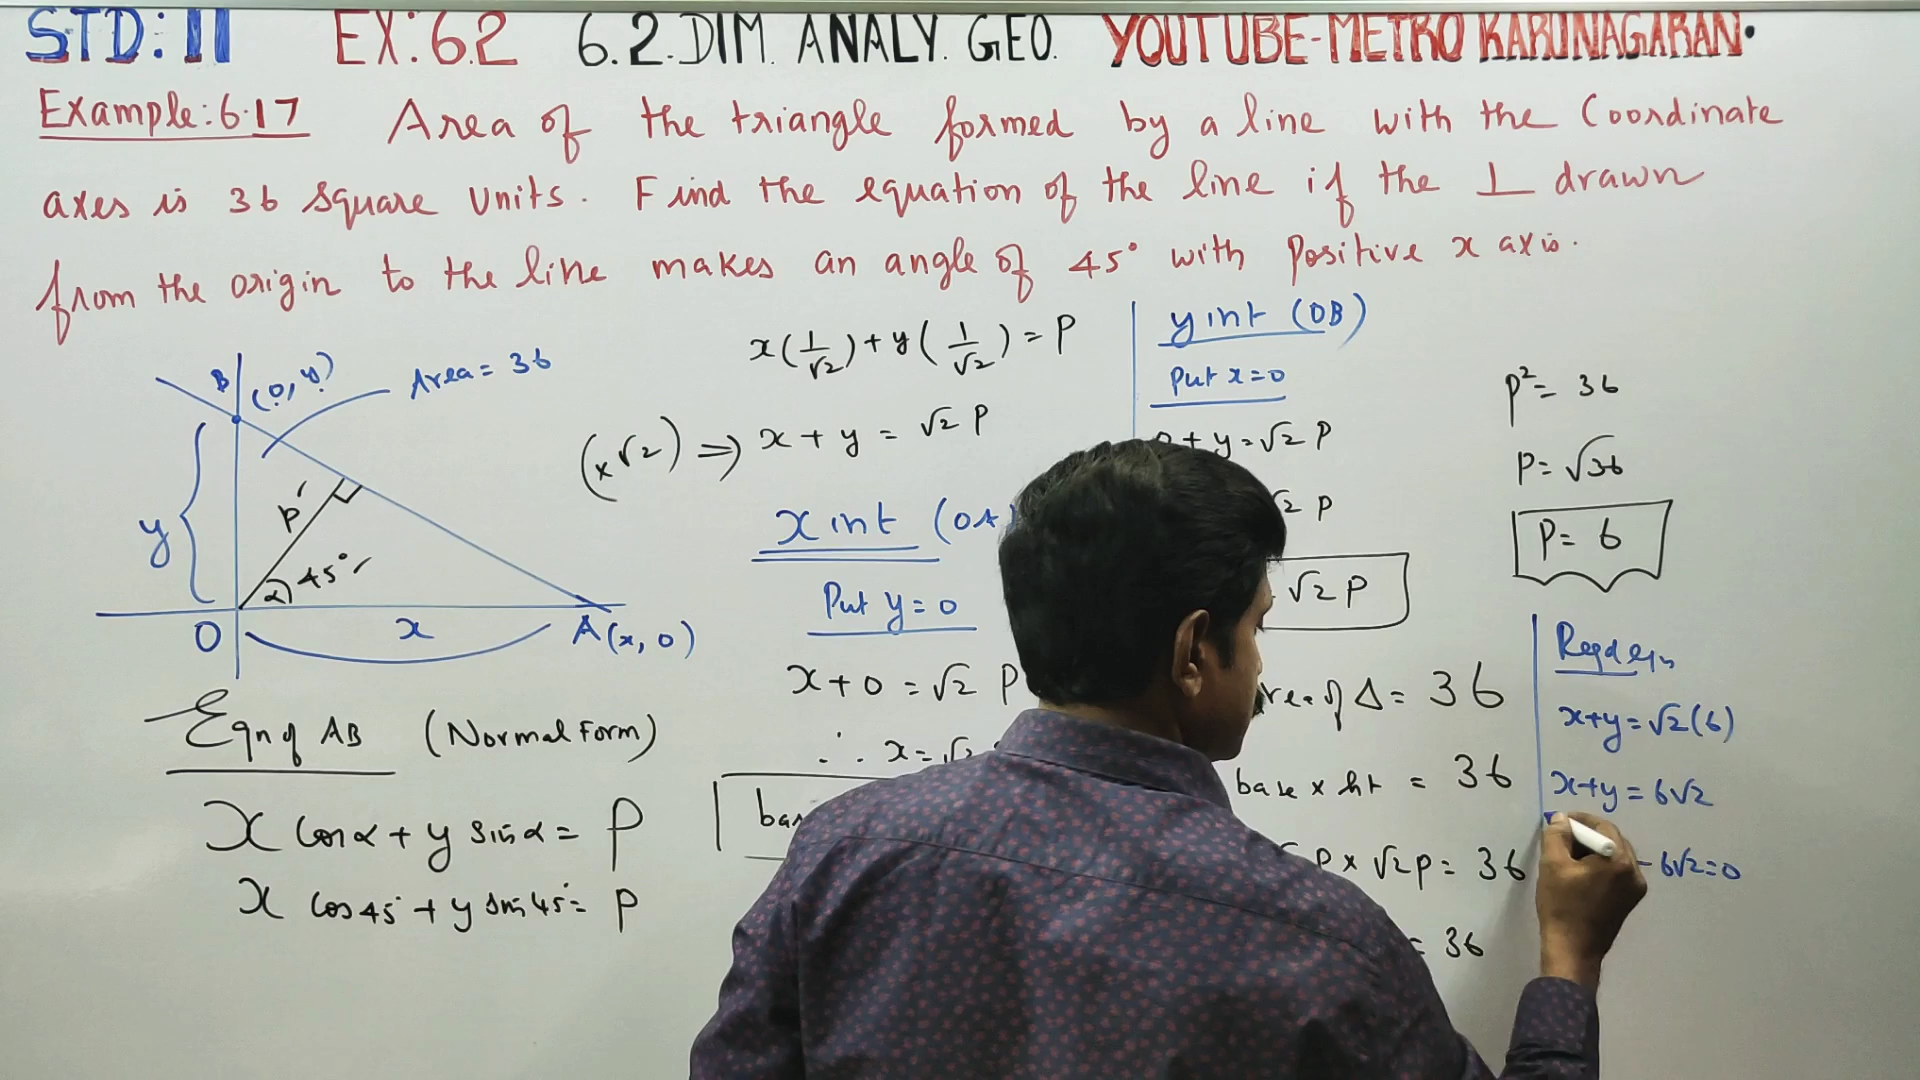 STD: 11 EX: 6.2 6. 2. DIM. ANALY. GEO. YOUTUBE-METRO KARUNAGARAN.
Example: 6.17 Area of the triangle formed by a line with the Coordinate
axes is 36 square units. Find the equation of the line if the ⊥ drawn
from the origin to the line makes an angle of 45° with positive x axis.
B (0, y)
Area = 36
y
p
α 45°
O
x
A (x, 0)
Eqn of AB (Normal Form)
x cos α + y sin α = P
x cos 45° + y sin 45° = P
x(1/√2) + y(1/√2) = P
(x √2) ⇒ x + y = √2 P
x int (OA)
Put y = 0
x + 0 = √2 P
∴ x = √2
y int (OB)
Put x = 0
0 + y = √2 P
√2 P
√2 P
Area of Δ = 36
base x ht = 36
P x √2 P = 36
= 36
P² = 36
P = √36
P = 6
Reqd eqn
x + y = √2 (6)
x + y = 6√2
- 6√2 = 0